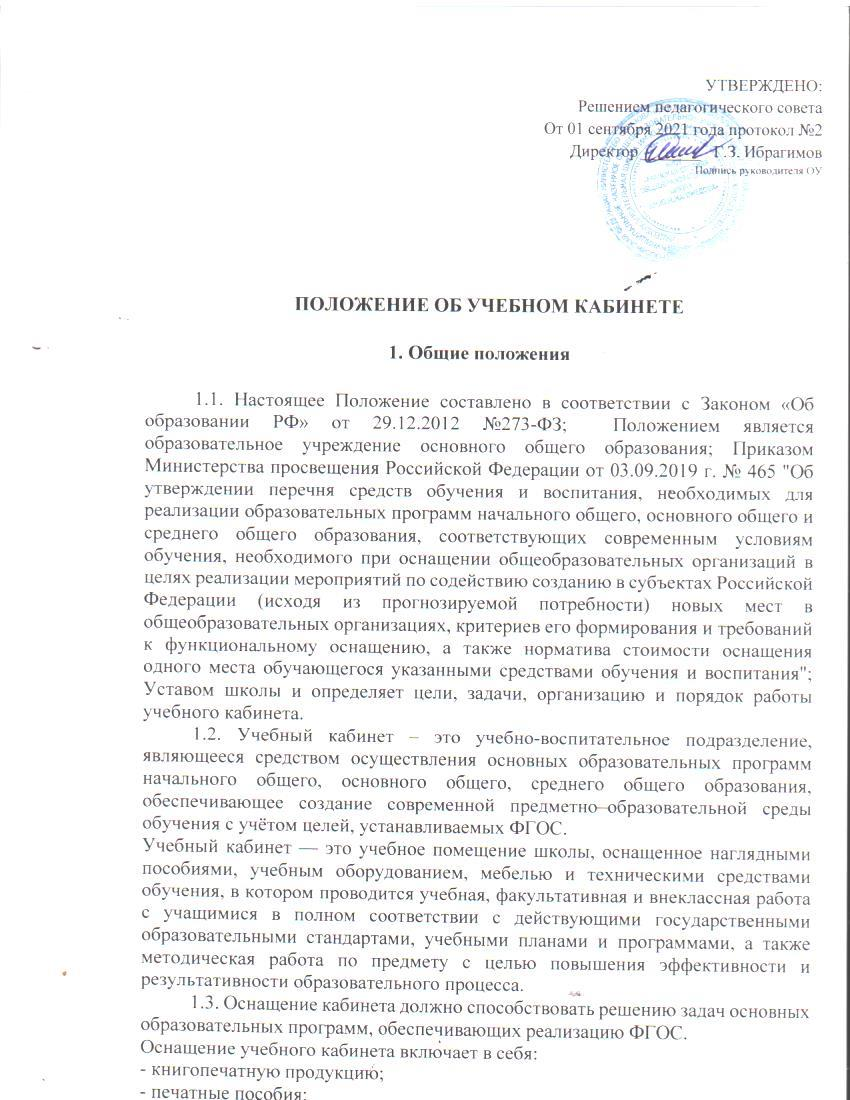 УТВЕРЖДЕНО:
Решением педагогического совета
От 01 сентября 2021 года протокол №2
Директор Г.З. Ибрагимов
Подпись руководителя ОУ
ПОЛОЖЕНИЕ ОБ УЧЕБНОМ КАБИНЕТЕ
1. Общие положения
1.1. Настоящее Положение составлено в соответствии с Законом «Об
образовании РФ» от 29.12.2012 №273-ФЗ; Положением является
образовательное учреждение основного общего образования; Приказом
Министерства просвещения Российской Федерации от 03.09.2019 г. № 465 "Об
утверждении перечня средств обучения и воспитания, необходимых для
реализации образовательных программ начального общего, основного общего и
среднего общего образования, соответствующих современным условиям
обучения, необходимого при оснащении общеобразовательных организаций в
целях реализации мероприятий по содействию созданию в субъектах Российской
Федерации (исходя из прогнозируемой потребности) новых мест в
общеобразовательных организациях, критериев его формирования и требований
к функциональному оснащению, а также норматива стоимости оснащения
одного места обучающегося указанными средствами обучения и воспитания";
Уставом школы и определяет цели, задачи, организацию и порядок работы
учебного кабинета.
1.2. Учебный кабинет – это учебно-воспитательное подразделение,
являющееся средством осуществления основных образовательных программ
начального общего, основного общего, среднего общего образования,
обеспечивающее создание современной предметно–образовательной среды
обучения с учётом целей, устанавливаемых ФГОС.
Учебный кабинет — это учебное помещение школы, оснащенное наглядными
пособиями, учебным оборудованием, мебелью и техническими средствами
обучения, в котором проводится учебная, факультативная и внеклассная работа
с учащимися в полном соответствии с действующими государственными
образовательными стандартами, учебными планами и программами, а также
методическая работа по предмету с целью повышения эффективности и
результативности образовательного процесса.
1.3. Оснащение кабинета должно способствовать решению задач основных
образовательных программ, обеспечивающих реализацию ФГОС.
Оснащение учебного кабинета включает в себя:
- книгопечатную продукцию;
- печатные пособия;